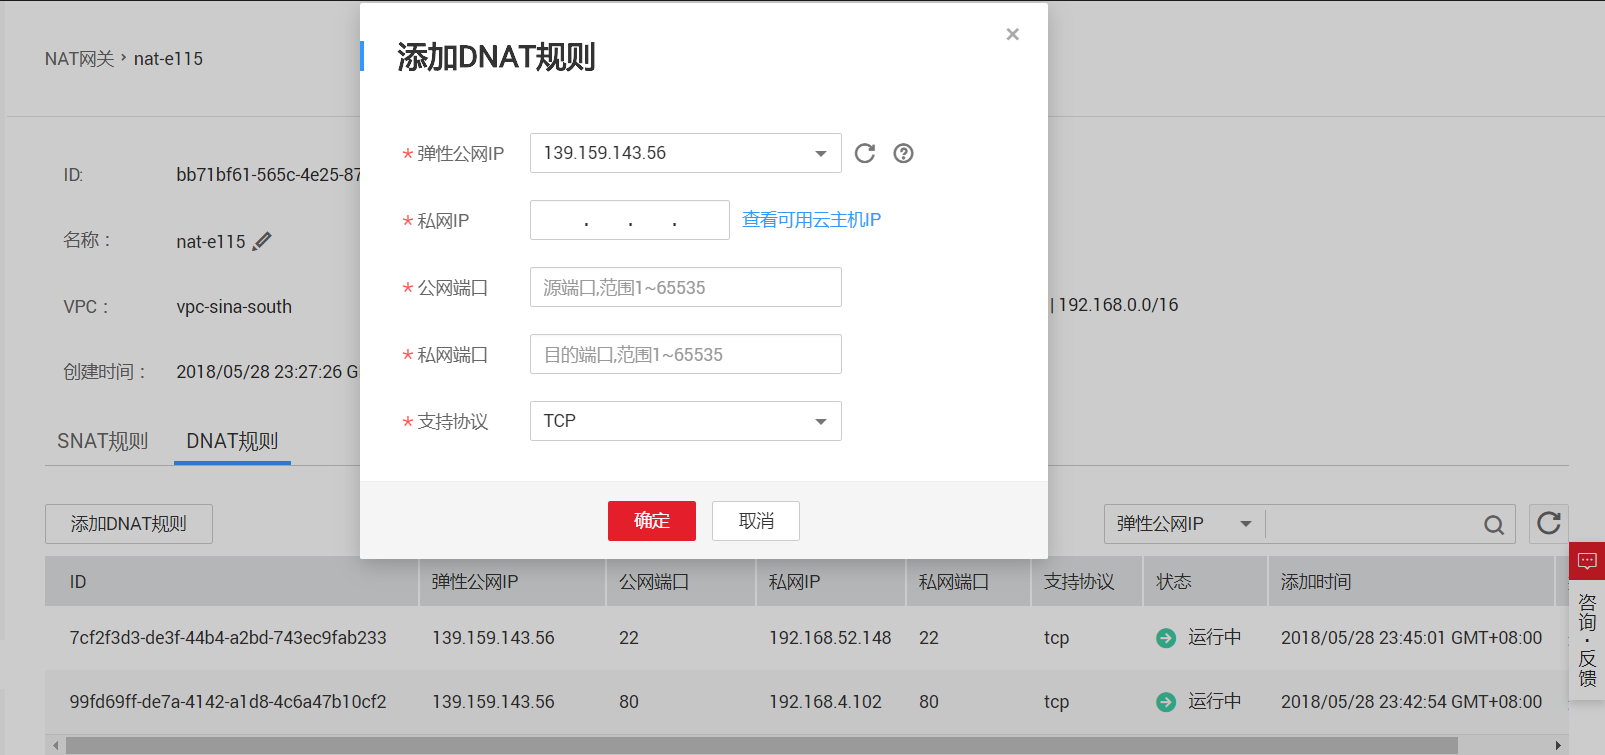 NAT网关 > nat-e115
添加DNAT规则
×
* 弹性公网IP 139.159.143.56
* 私网IP . . . 查看可用云主机IP
* 公网端口 源端口,范围1~65535
* 私网端口 目的端口,范围1~65535
* 支持协议 TCP
确定 取消
ID: bb71bf61-565c-4e25-87
名称： nat-e115
VPC： vpc-sina-south | 192.168.0.0/16
创建时间： 2018/05/28 23:27:26 G
SNAT规则 DNAT规则
添加DNAT规则 弹性公网IP
ID 弹性公网IP 公网端口 私网IP 私网端口 支持协议 状态 添加时间
7cf2f3d3-de3f-44b4-a2bd-743ec9fab233 139.159.143.56 22 192.168.52.148 22 tcp 运行中 2018/05/28 23:45:01 GMT+08:00
99fd69ff-de7a-4142-a1d8-4c6a47b10cf2 139.159.143.56 80 192.168.4.102 80 tcp 运行中 2018/05/28 23:42:54 GMT+08:00
咨询·反馈